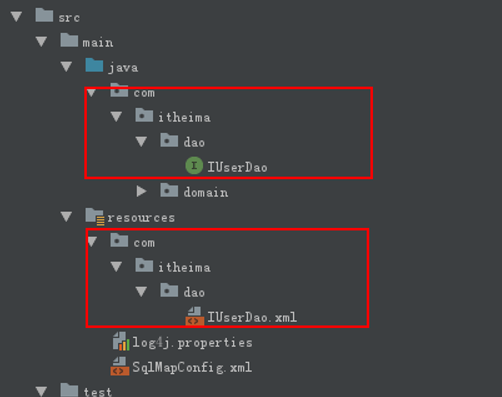 src
main
java
com
itheima
dao
I IUserDao
domain
resources
com
itheima
dao
IUserDao.xml
log4j.properties
SqlMapConfig.xml
test